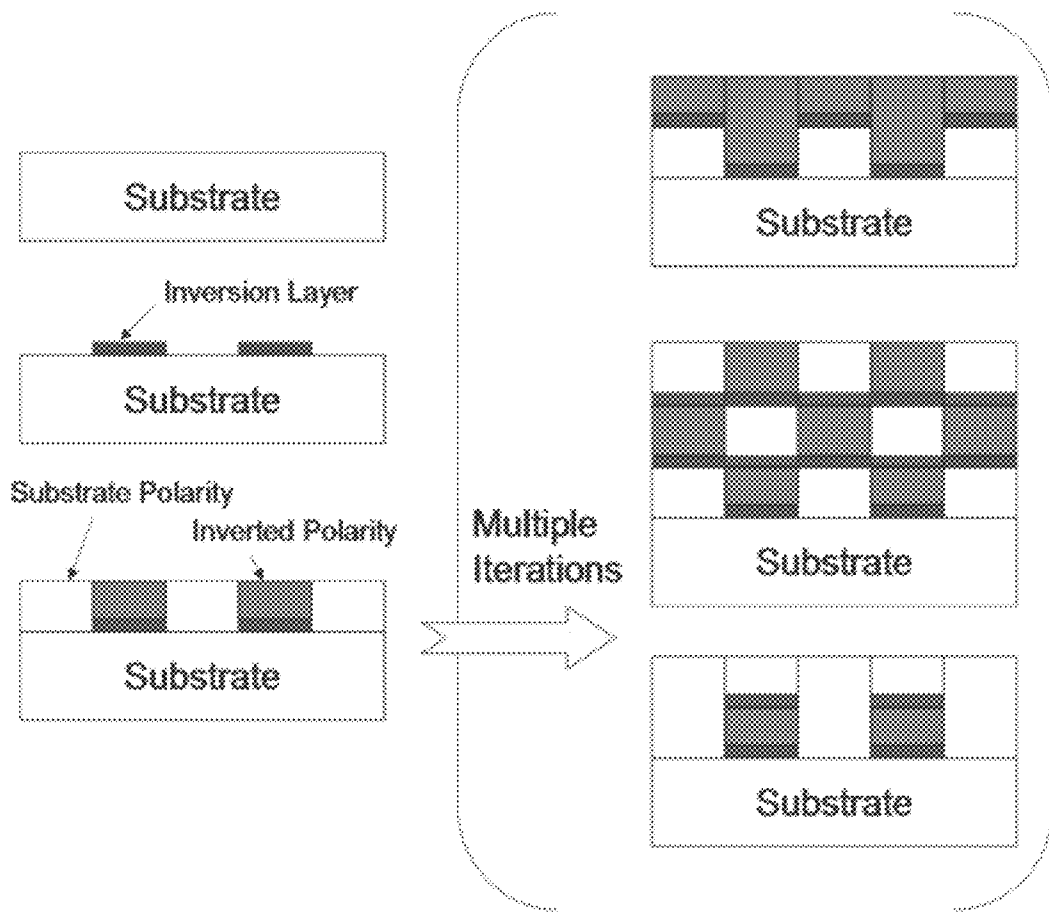 Substrate
Inversion Layer
Substrate
Substrate Polarity
Inverted Polarity
Substrate
Multiple
Iterations
Substrate
Substrate
Substrate